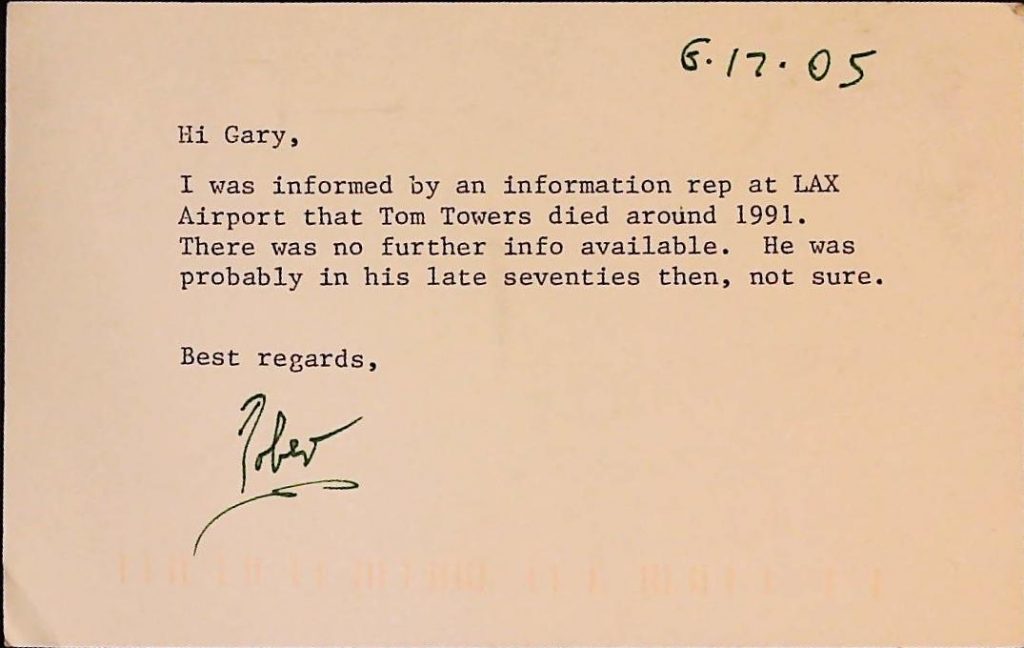 6.17.05
Hi Gary,
I was informed by an information rep at LAX
Airport that Tom Towers died around 1991.
There was no further info available.  He was
probably in his late seventies then, not sure.
Best regards,